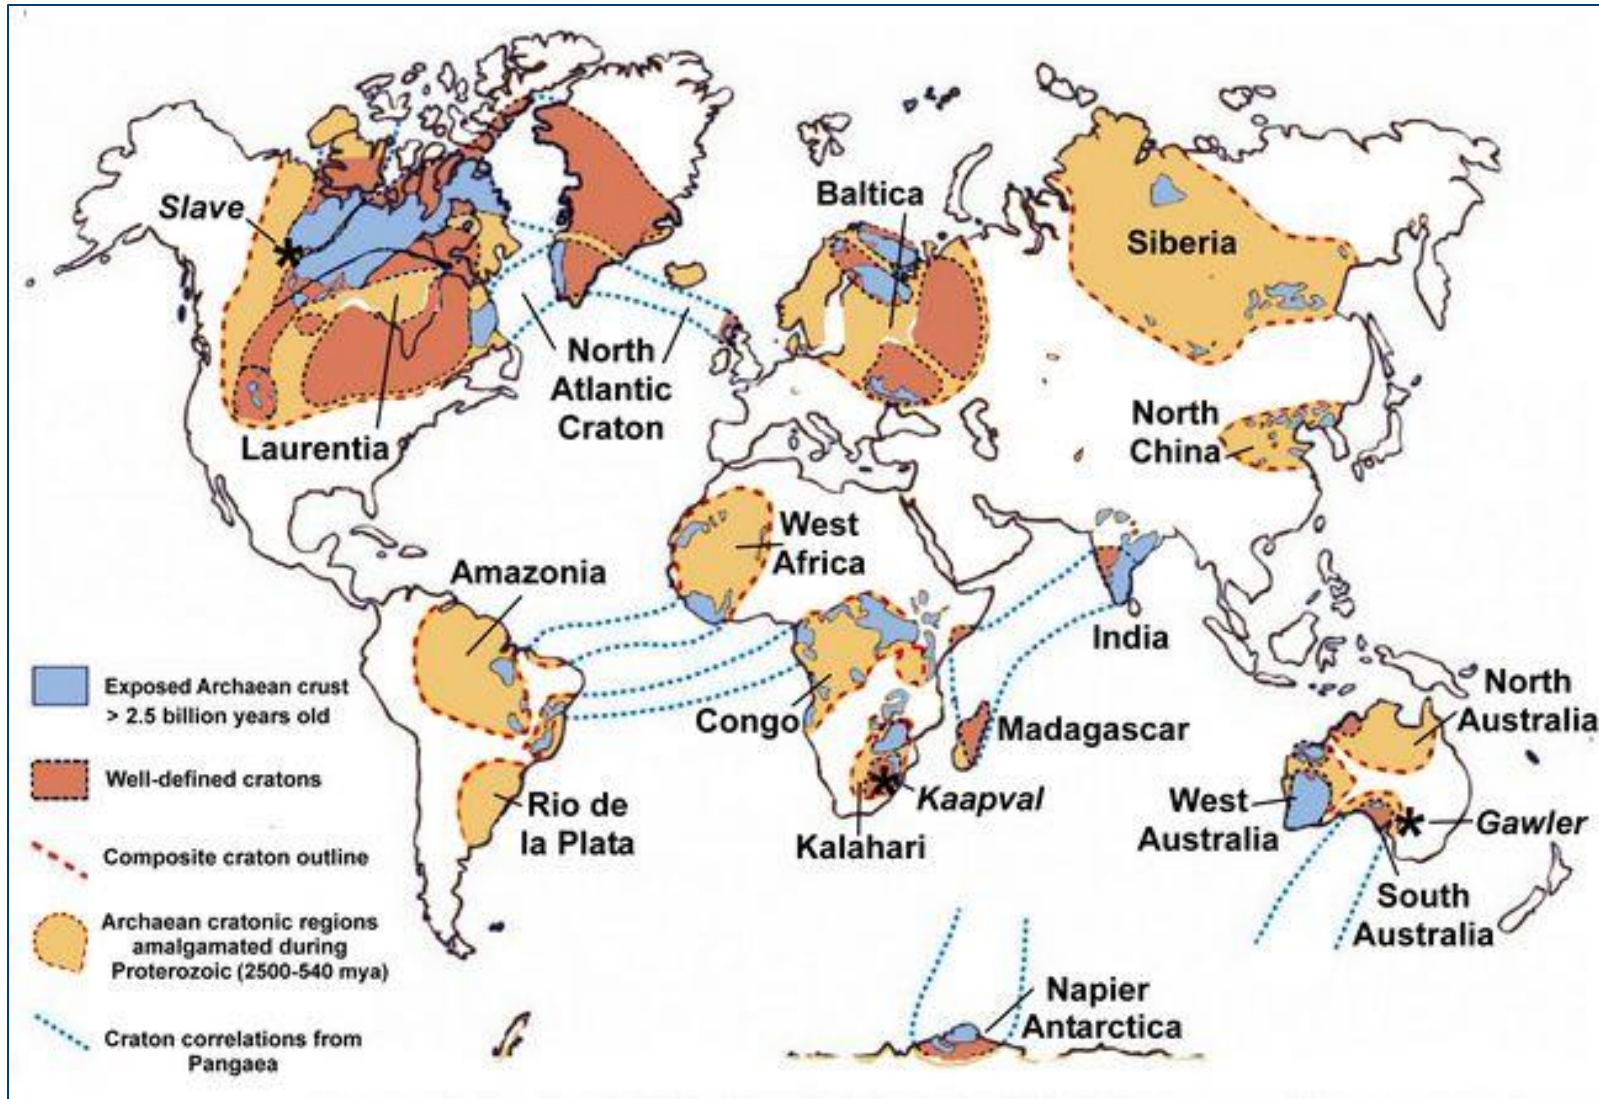 Slave
Baltica
Siberia
North
Atlantic
Craton
Laurentia
North
China
West
Africa
Amazonia
India
Congo
Madagascar
North
Australia
Rio de
la Plata
Kaapval
Kalahari
West
Australia
Gawler
South
Australia
Napier
Antarctica
Exposed Archaean crust
> 2.5 billion years old
Well-defined cratons
Composite craton outline
Archaean cratonic regions
amalgamated during
Proterozoic (2500-540 mya)
Craton correlations from
Pangaea